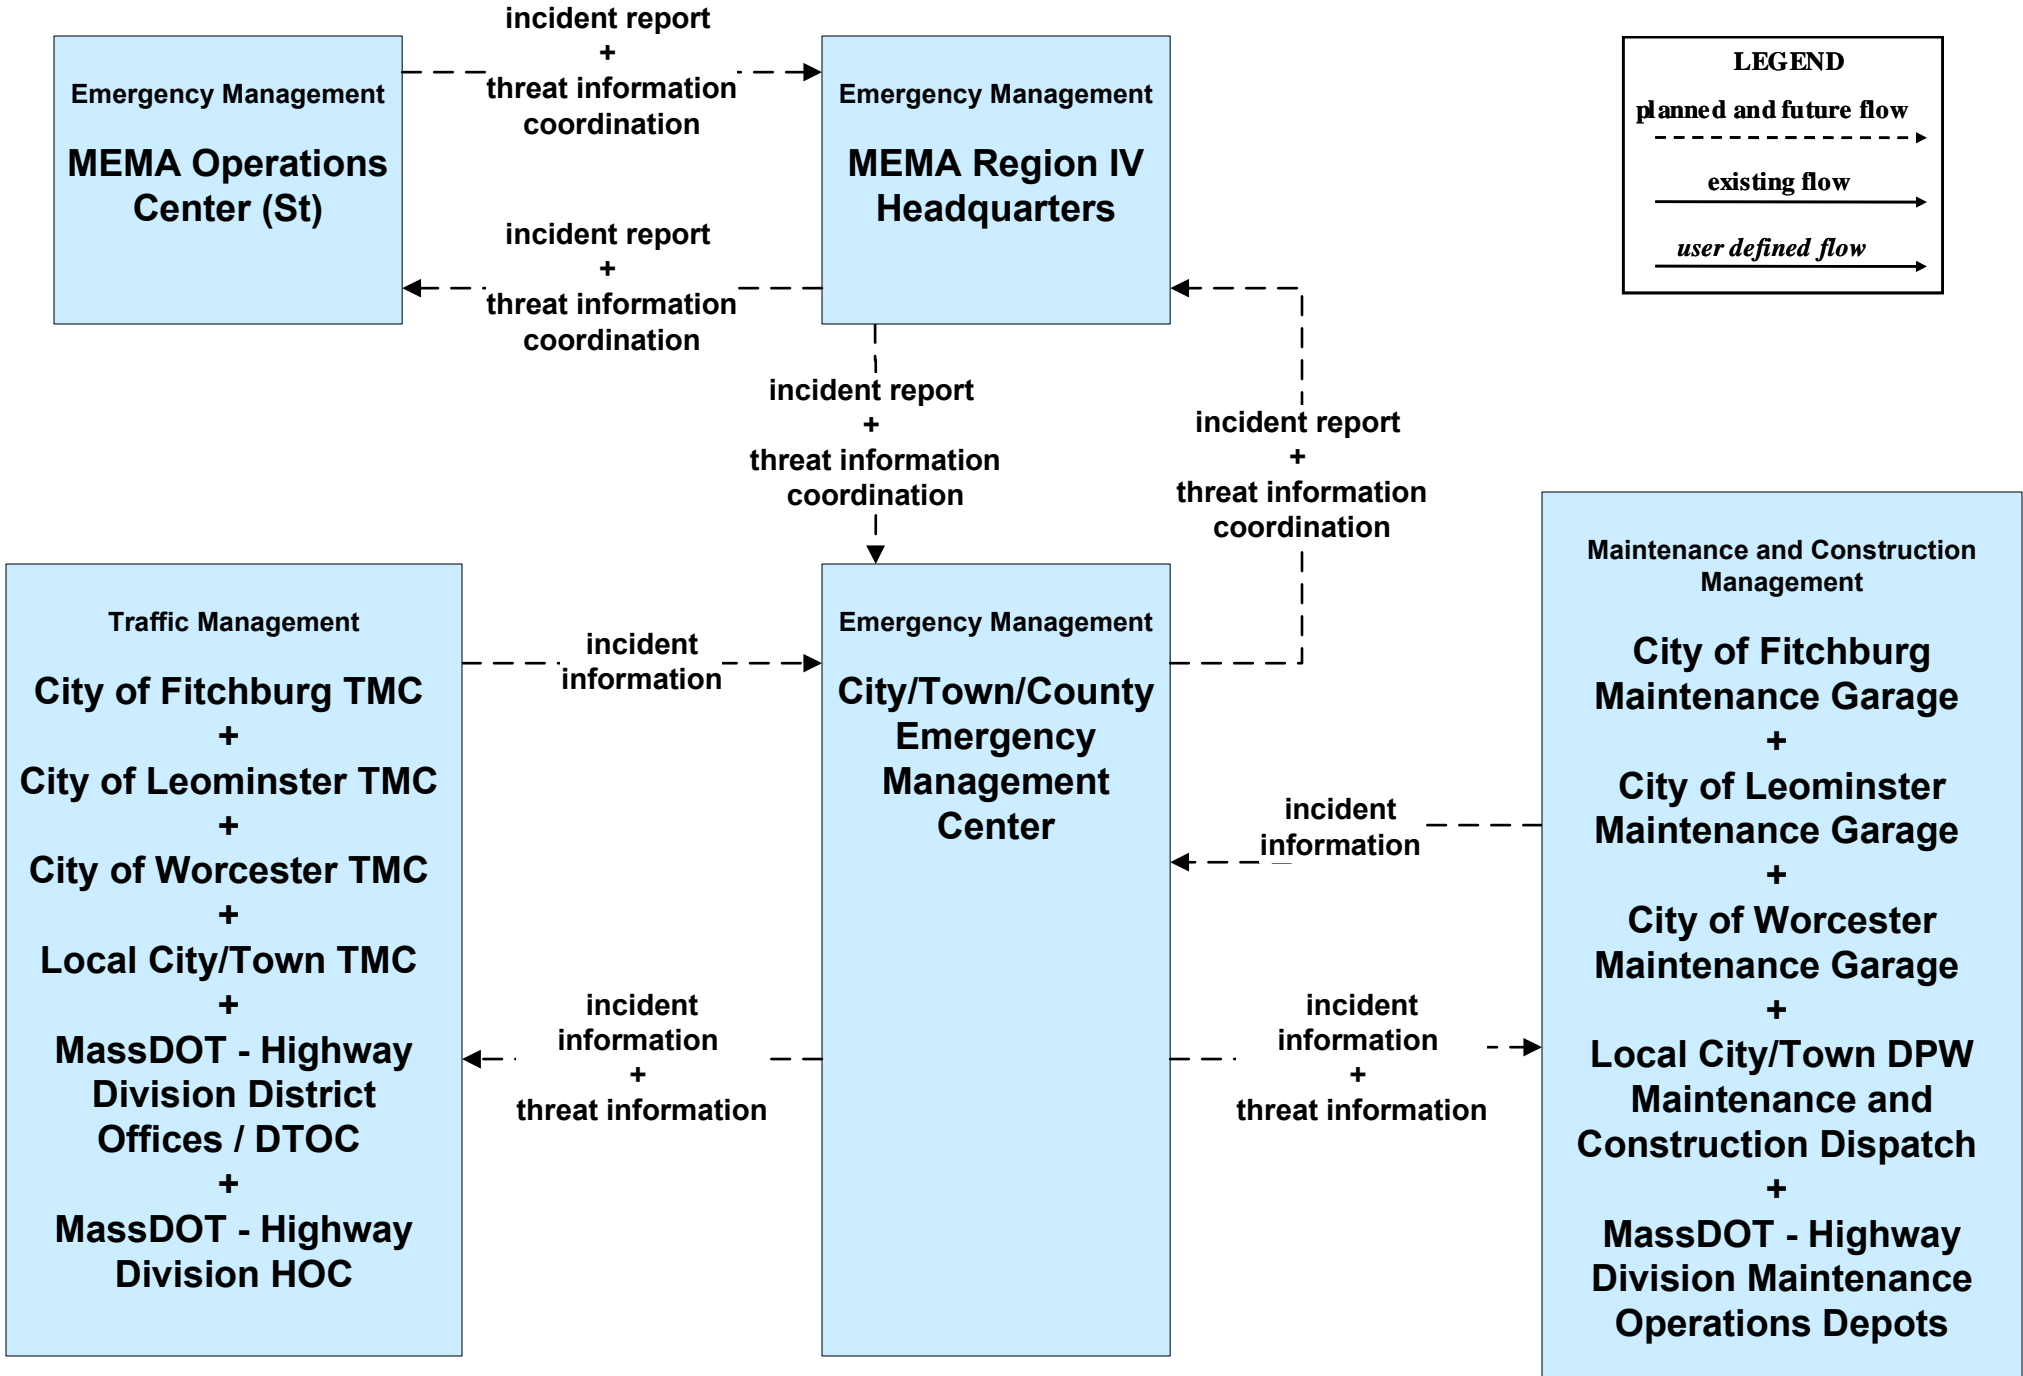 incident report
+
threat information
coordination
Emergency Management
MEMA Operations
Center (St)
Emergency Management
MEMA Region IV
Headquarters
LEGEND
planned and future flow
existing flow
user defined flow
incident report
+
threat information
coordination
incident report
+
threat information
coordination
incident report
+
threat information
coordination
Traffic Management
City of Fitchburg TMC
+
City of Leominster TMC
+
City of Worcester TMC
+
Local City/Town TMC
+
MassDOT - Highway
Division District
Offices / DTOC
+
MassDOT - Highway
Division HOC
incident
information
incident
information
+
threat information
Emergency Management
City/Town/County
Emergency
Management
Center
incident
information
incident
information
+
threat information
Maintenance and Construction
Management
City of Fitchburg
Maintenance Garage
+
City of Leominster
Maintenance Garage
+
City of Worcester
Maintenance Garage
+
Local City/Town DPW
Maintenance and
Construction Dispatch
+
MassDOT - Highway
Division Maintenance
Operations Depots